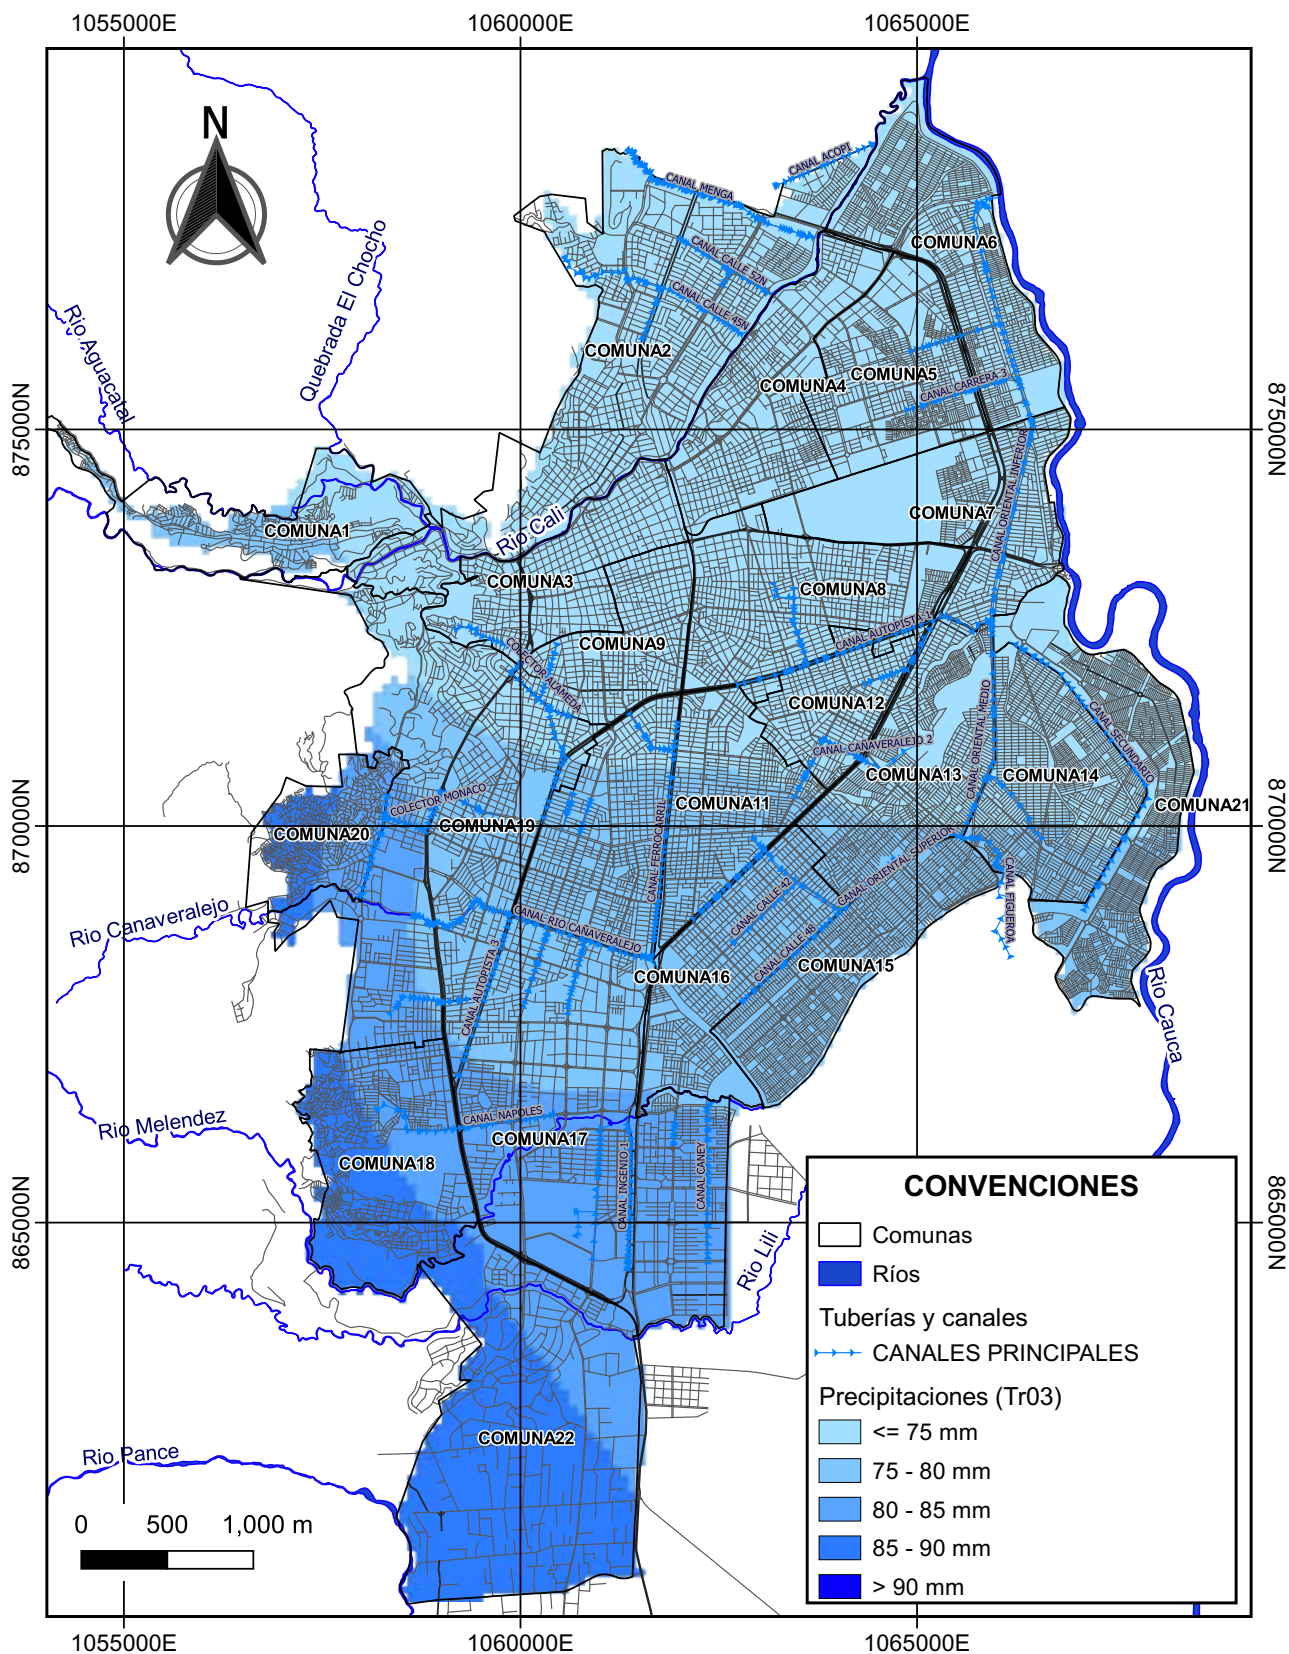 1055000E
1060000E
1065000E
N
CANAL ACOPI
CANAL MENGA
COMUNA6
CANAL CALLE 52N
Quebrada El Chocho
CANAL CALLE 45N
Rio Aguacatal
COMUNA2
COMUNA4
COMUNA5
CANAL CARRERA 3
875000N
875000N
CANAL ORIENTAL INFERIOR
COMUNA7
COMUNA1
Rio Cali
COMUNA3
COMUNA8
CANAL AUTOPISTA 1
COMUNA9
COLECTOR ALAMEDA
COMUNA12
CANAL ORIENTAL MEDIO
CANAL SECUNDARIO
CANAL CAÑAVERALEJO 2
COMUNA13
COMUNA14
COMUNA21
COLECTOR MONACO
COMUNA11
COMUNA19
COMUNA20
870000N
870000N
CANAL FERROCARRIL
CANAL ORIENTAL SUPERIOR
CANAL FIGUEROA
CANAL CALLE 42
Rio Canaveralejo
CANAL RIO CAÑAVERALEJO
CANAL CALLE 48
CANAL AUTOPISTA 3
COMUNA16
COMUNA15
Rio Cauca
Rio Melendez
CANAL NAPOLES
COMUNA17
COMUNA18
CANAL INGENIO 1
CANAL CANEY
865000N
865000N
Rio Lili
COMUNA22
Rio Pance
0 500 1,000 m
CONVENCIONES
Comunas
Ríos
Tuberías y canales
CANALES PRINCIPALES
Precipitaciones (Tr03)
<= 75 mm
75 - 80 mm
80 - 85 mm
85 - 90 mm
> 90 mm
1055000E
1060000E
1065000E